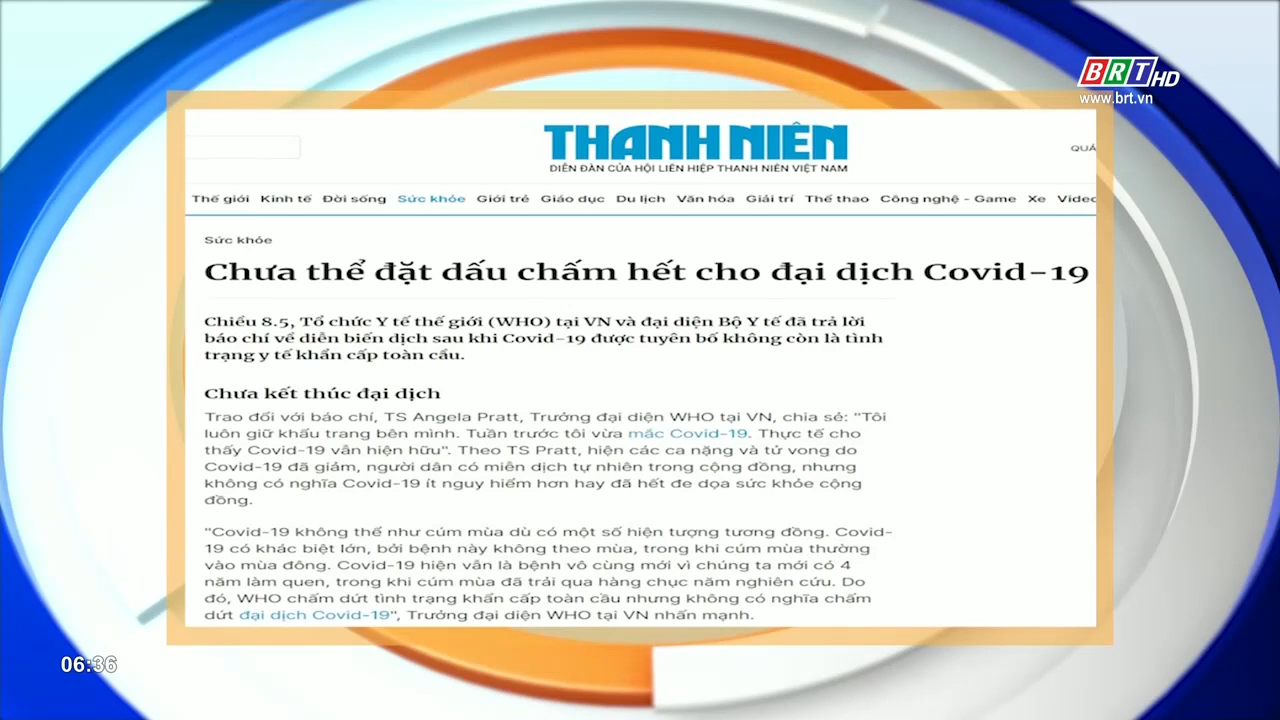 BRT HD
www.brt.vn
THANH NIÊN
DIỄN ĐÀN CỦA HỘI LIÊN HIỆP THANH NIÊN VIỆT NAM
QUẢ
Thế giới Kinh tế Đời sống Sức khỏe Giới trẻ Giáo dục Du lịch Văn hóa Giải trí Thể thao Công nghệ - Game Xe Video
Sức khỏe
Chưa thể đặt dấu chấm hết cho đại dịch Covid-19
Chiều 8.5, Tổ chức Y tế thế giới (WHO) tại VN và đại diện Bộ Y tế đã trả lời
báo chí về diễn biến dịch sau khi Covid-19 được tuyên bố không còn là tình
trạng y tế khẩn cấp toàn cầu.
Chưa kết thúc đại dịch
Trao đổi với báo chí, TS Angela Pratt, Trưởng đại diện WHO tại VN, chia sẻ: "Tôi
luôn giữ khẩu trang bên mình. Tuần trước tôi vừa mắc Covid-19. Thực tế cho
thấy Covid-19 vẫn hiện hữu". Theo TS Pratt, hiện các ca nặng và tử vong do
Covid-19 đã giảm, người dân có miễn dịch tự nhiên trong cộng đồng, nhưng
không có nghĩa Covid-19 ít nguy hiểm hơn hay đã hết đe dọa sức khỏe cộng
đồng.
"Covid-19 không thể như cúm mùa dù có một số hiện tượng tương đồng. Covid-
19 có khác biệt lớn, bởi bệnh này không theo mùa, trong khi cúm mùa thường
vào mùa đông. Covid-19 hiện vẫn là bệnh vô cùng mới vì chúng ta mới có 4
năm làm quen, trong khi cúm mùa đã trải qua hàng chục năm nghiên cứu. Do
đó, WHO chấm dứt tình trạng khẩn cấp toàn cầu nhưng không có nghĩa chấm
dứt đại dịch Covid-19", Trưởng đại diện WHO tại VN nhấn mạnh.
06:36